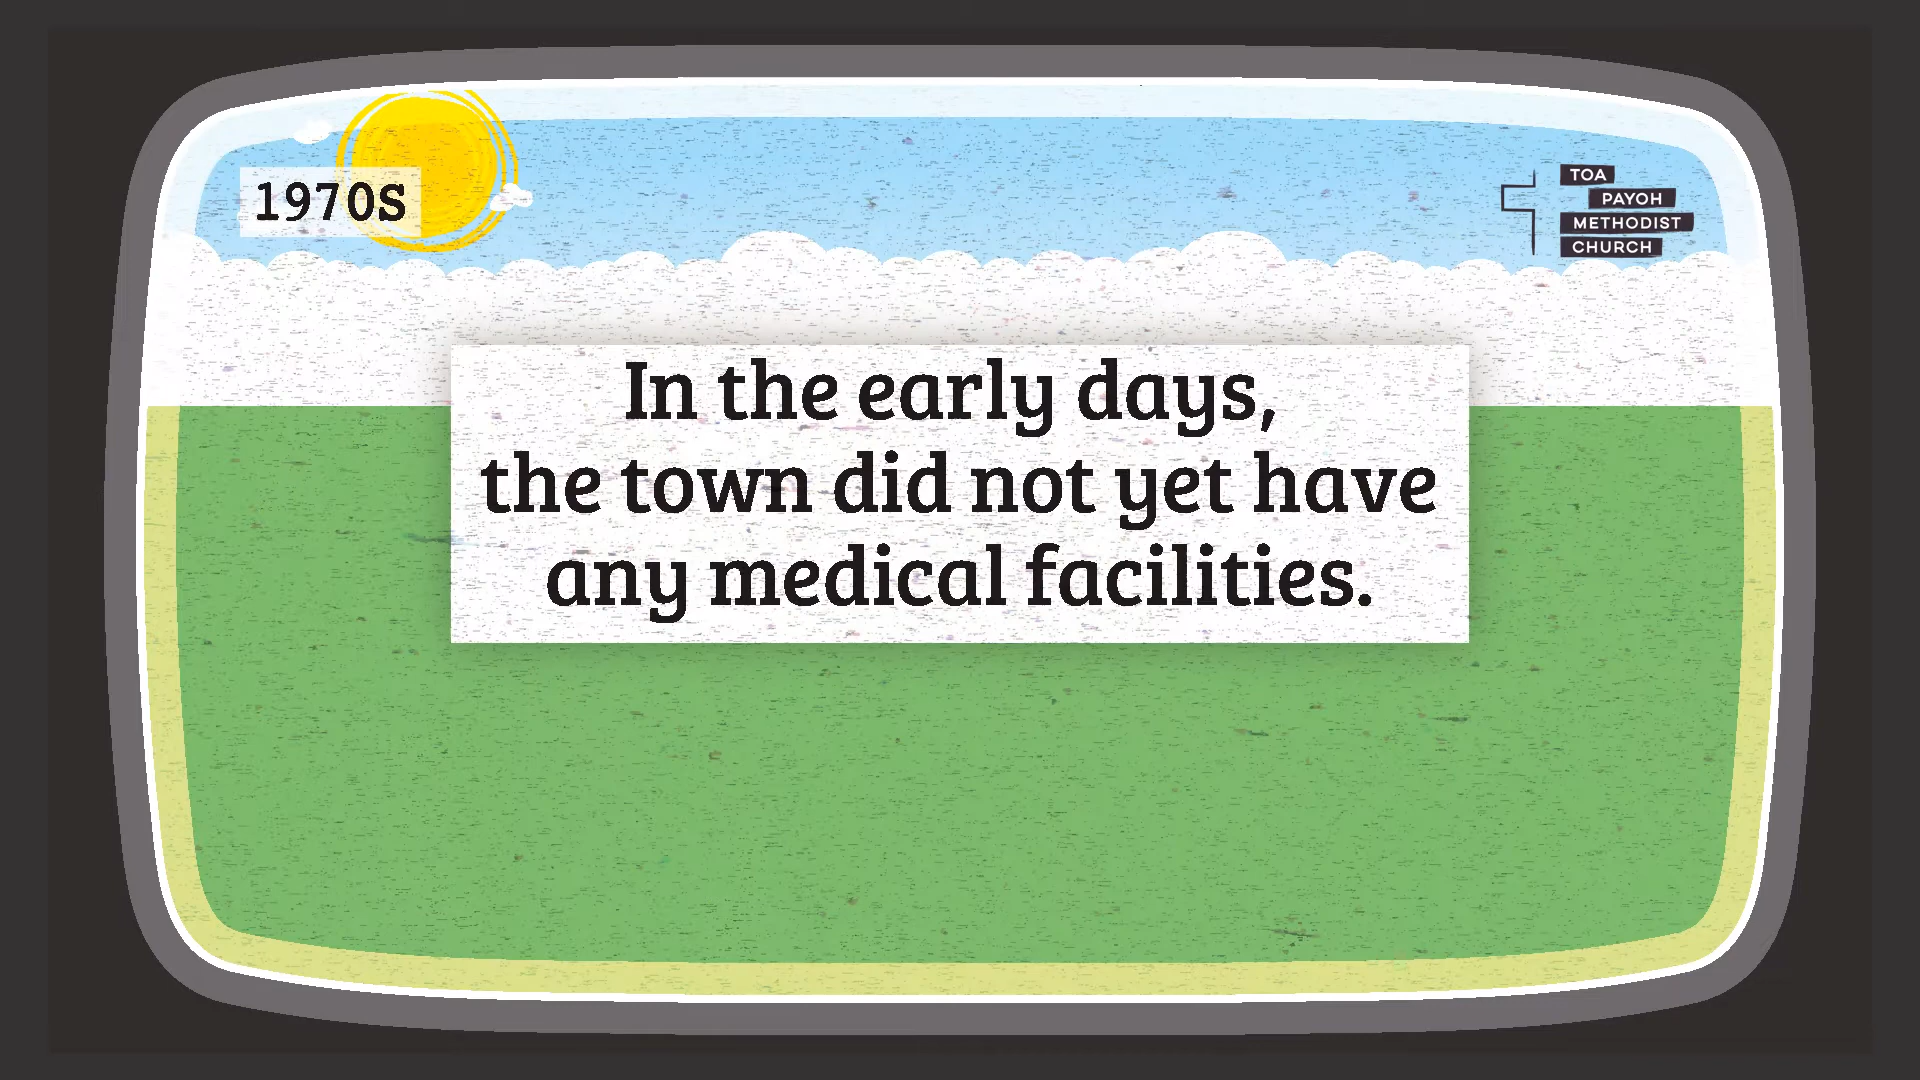 1970S
TOA
PAYOH
METHODIST
CHURCH
In the early days,
the town did not yet have
any medical facilities.